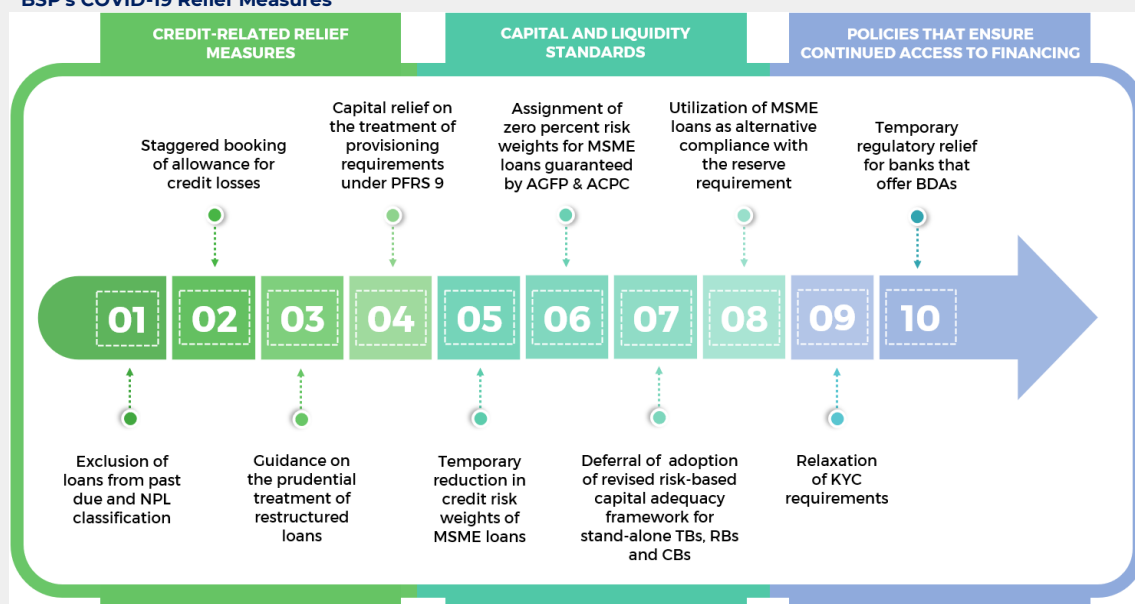 BSP's COVID-19 Relief Measures
CREDIT-RELATED RELIEF
MEASURES
CAPITAL AND LIQUIDITY
STANDARDS
POLICIES THAT ENSURE
CONTINUED ACCESS TO FINANCING
Staggered booking
of allowance for
credit losses
Capital relief on
the treatment of
provisioning
requirements
under PFRS 9
Assignment of
zero percent risk
weights for MSME
loans guaranteed
by AGFP & ACPC
Utilization of MSME
loans as alternative
compliance with
the reserve
requirement
Temporary
regulatory relief
for banks that
offer BDAs
01 02 03 04 05 06 07 08 09 10
Exclusion of
loans from past
due and NPL
classification
Guidance on
the prudential
treatment of
restructured
loans
Temporary
reduction in
credit risk
weights of
MSME loans
Deferral of adoption
of revised risk-based
capital adequacy
framework for
stand-alone TBs, RBs
and CBs
Relaxation
of KYC
requirements